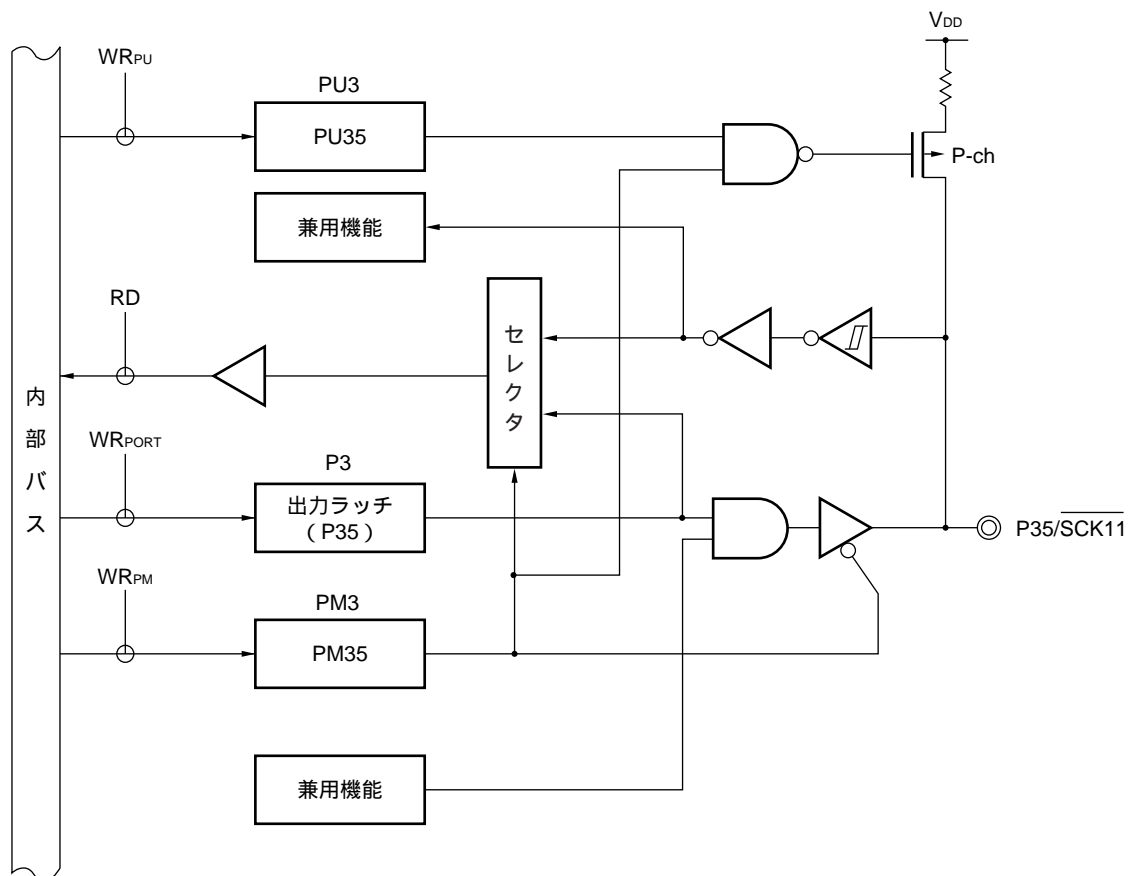 VDD
WRPU
PU3
PU35
P-ch
兼用機能
RD
セレクタ
内部バス
WRPORT
P3
出力ラッチ
（P35）
P35/SCK11
WRPM
PM3
PM35
兼用機能